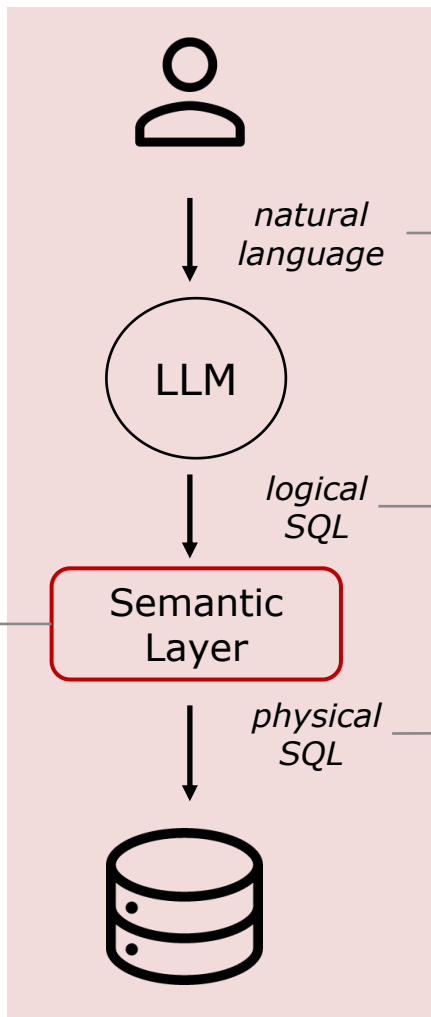 natural
language
LLM
logical
SQL
Semantic
Layer
physical
SQL